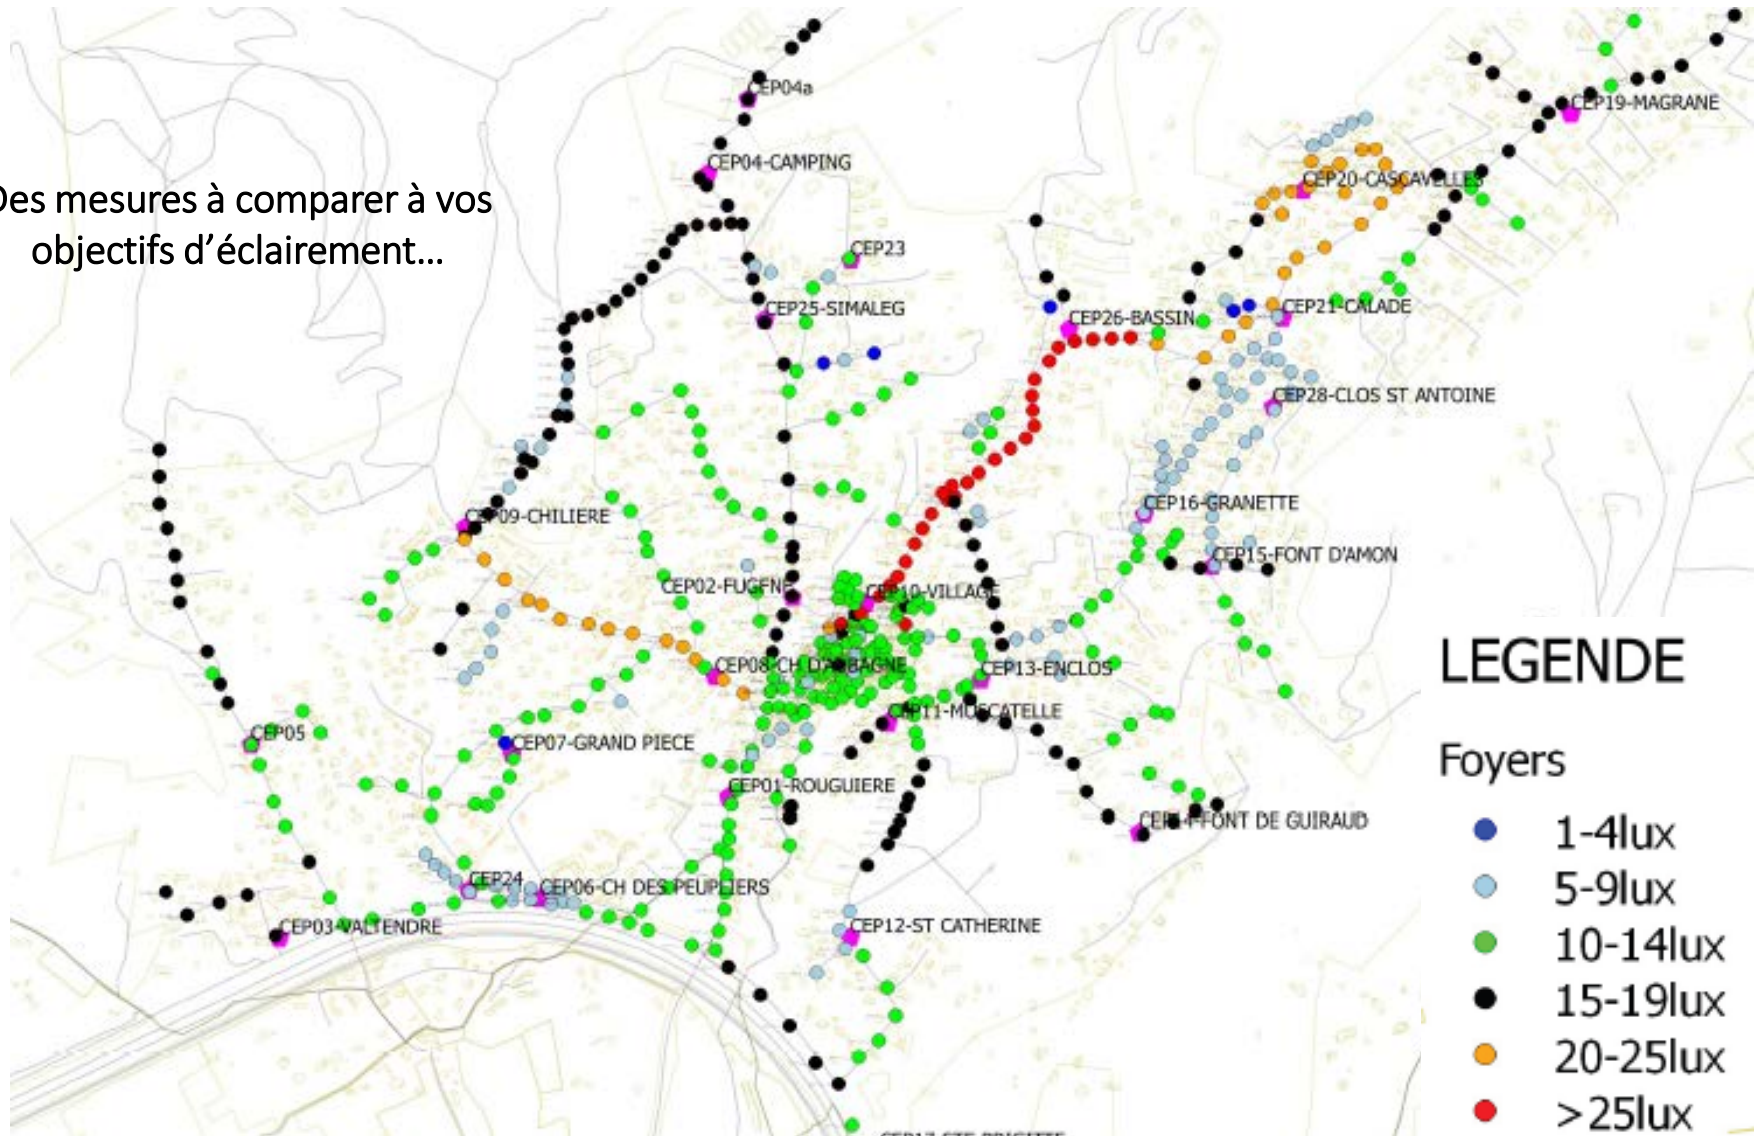 CEP04a
CEP19-MAGRANE
CEP04-CAMPING
CEP20-CASCAVELLES
Des mesures à comparer à vos
objectifs d'éclairement...
CEP23
CEP25-SIMALEG
CEP26-BASSIN
CEP21-CALADE
CEP28-CLOS ST ANTOINE
CEP09-CHILIERE
CEP16-GRANETTE
CEP15-FONT D'AMON
CEP10-VILLAGE
CEP08-CH
CEP13-ENCLOS
CEP11-MUSCATELLE
CEP05
CEP07-GRAND PIECE
CEP01-ROUGUIERE
FONT DE GUIRAUD
CEP24
CEP06-CH DES PEUPLIERS
CEP03-VALTENDRE
CEP12-ST CATHERINE
LEGENDE
Foyers
1-4lux
5-9lux
10-14lux
15-19lux
20-25lux
>25lux